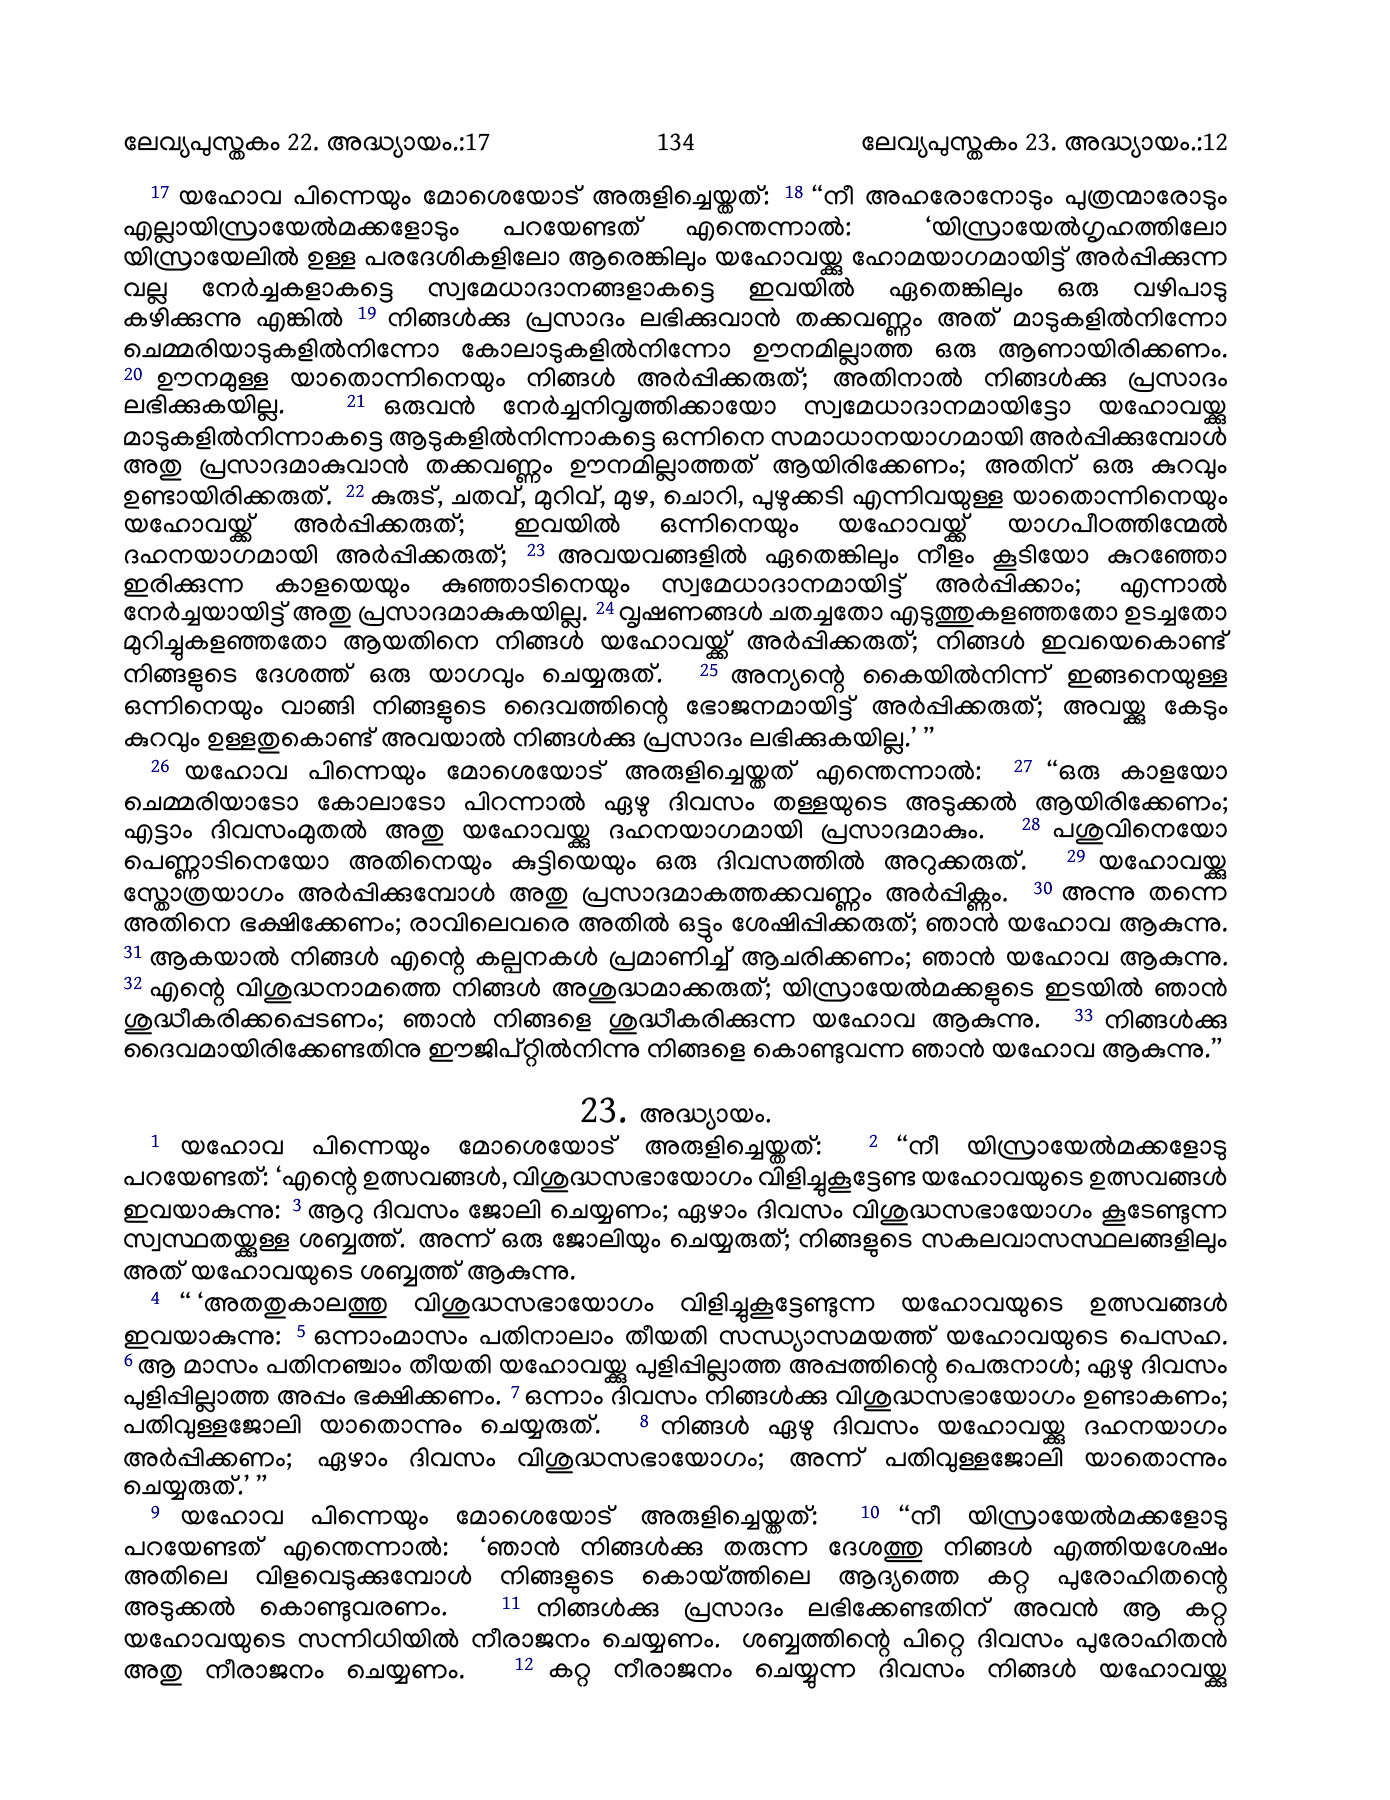 ലേവ്യപുസ്തകം 22. അദ്ധ്യായം.:17 134 ലേവ്യപുസ്തകം 23. അദ്ധ്യായം.:12
17 യഹോവ പിന്നെയും മോശെയോട് അരുളിച്ചെയ്തത്: 18 “നീ അഹരോനോടും പുത്രന്മാരോടും
എല്ലായിസ്രായേൽമക്കളോടും പറയേണ്ടത് എന്തെന്നാൽ: ‘യിസ്രായേൽഗൃഹത്തിലോ
യിസ്രായേലിൽ ഉള്ള പരദേശികളിലോ ആരെങ്കിലും യഹോവയ്ക്കു ഹോമയാഗമായിട്ട് അർപ്പിക്കുന്ന
വല്ല നേർച്ചകളാകട്ടെ സ്വമേധാദാനങ്ങളാകട്ടെ ഇവയിൽ ഏതെങ്കിലും ഒരു വഴിപാടു
കഴിക്കുന്നു എങ്കിൽ 19 നിങ്ങൾക്കു പ്രസാദം ലഭിക്കുവാൻ തക്കവണ്ണം അത് മാടുകളിൽനിന്നോ
ചെമ്മരിയാടുകളിൽനിന്നോ കോലാടുകളിൽനിന്നോ ഊനമില്ലാത്ത ഒരു ആണായിരിക്കണം.
20 ഊനമുള്ള യാതൊന്നിനെയും നിങ്ങൾ അർപ്പിക്കരുത്; അതിനാൽ നിങ്ങൾക്കു പ്രസാദം
ലഭിക്കുകയില്ല. 21 ഒരുവൻ നേർച്ചനിവൃത്തിക്കായോ സ്വമേധാദാനമായിട്ടോ യഹോവയ്ക്കു
മാടുകളിൽനിന്നാകട്ടെ ആടുകളിൽനിന്നാകട്ടെ ഒന്നിനെ സമാധാനയാഗമായി അർപ്പിക്കുമ്പോൾ
അതു പ്രസാദമാകുവാൻ തക്കവണ്ണം ഊനമില്ലാത്തത് ആയിരിക്കേണം; അതിന് ഒരു കുറവും
ഉണ്ടായിരിക്കരുത്. 22 കുരുട്, ചതവ്, മുറിവ്, മുഴ, ചൊറി, പുഴുക്കടി എന്നിവയുള്ള യാതൊന്നിനെയും
യഹോവയ്ക്ക് അർപ്പിക്കരുത്; ഇവയിൽ ഒന്നിനെയും യഹോവയ്ക്ക് യാഗപീഠത്തിന്മേൽ
ദഹനയാഗമായി അർപ്പിക്കരുത്; 23 അവയവങ്ങളിൽ ഏതെങ്കിലും നീളം കൂടിയോ കുറഞ്ഞോ
ഇരിക്കുന്ന കാളയെയും കുഞ്ഞാടിനെയും സ്വമേധാദാനമായിട്ട് അർപ്പിക്കാം; എന്നാൽ
നേർച്ചയായിട്ട് അതു പ്രസാദമാകുകയില്ല. 24 വൃഷണങ്ങൾ ചതച്ചതോ എടുത്തുകളഞ്ഞതോ ഉടച്ചതോ
മുറിച്ചുകളഞ്ഞതോ ആയതിനെ നിങ്ങൾ യഹോവയ്ക്ക് അർപ്പിക്കരുത്; നിങ്ങൾ ഇവയെകൊണ്ട്
നിങ്ങളുടെ ദേശത്ത് ഒരു യാഗവും ചെയ്യരുത്. 25 അന്യന്റെ കൈയിൽനിന്ന് ഇങ്ങനെയുള്ള
ഒന്നിനെയും വാങ്ങി നിങ്ങളുടെ ദൈവത്തിന്റെ ഭോജനമായിട്ട് അർപ്പിക്കരുത്; അവയ്ക്കു കേടും
കുറവും ഉള്ളതുകൊണ്ട് അവയാൽ നിങ്ങൾക്കു പ്രസാദം ലഭിക്കുകയില്ല.’ ”
26 യഹോവ പിന്നെയും മോശെയോട് അരുളിച്ചെയ്തത് എന്തെന്നാൽ: 27 “ഒരു കാളയോ
ചെമ്മരിയാടോ കോലാടോ പിറന്നാൽ ഏഴു ദിവസം തള്ളയുടെ അടുക്കൽ ആയിരിക്കേണം;
എട്ടാം ദിവസംമുതൽ അതു യഹോവയ്ക്കു ദഹനയാഗമായി പ്രസാദമാകും. 28 പശുവിനെയോ
പെണ്ണാടിനെയോ അതിനെയും കുട്ടിയെയും ഒരു ദിവസത്തിൽ അറുക്കരുത്. 29 യഹോവയ്ക്കു
സ്തോത്രയാഗം അർപ്പിക്കുമ്പോൾ അതു പ്രസാദമാകത്തക്കവണ്ണം അർപ്പിക്ണം. 30 അന്നു തന്നെ
അതിനെ ഭക്ഷിക്കേണം; രാവിലെവരെ അതിൽ ഒട്ടും ശേഷിപ്പിക്കരുത്; ഞാൻ യഹോവ ആകുന്നു.
31 ആകയാൽ നിങ്ങൾ എന്റെ കല്പനകൾ പ്രമാണിച്ച് ആചരിക്കണം; ഞാൻ യഹോവ ആകുന്നു.
32 എന്റെ വിശുദ്ധനാമത്തെ നിങ്ങൾ അശുദ്ധമാക്കരുത്; യിസ്രായേൽമക്കളുടെ ഇടയിൽ ഞാൻ
ശുദ്ധീകരിക്കപ്പെടണം; ഞാൻ നിങ്ങളെ ശുദ്ധീകരിക്കുന്ന യഹോവ ആകുന്നു. 33 നിങ്ങൾക്കു
ദൈവമായിരിക്കേണ്ടതിനു ഈജിപ്റ്റിൽനിന്നു നിങ്ങളെ കൊണ്ടുവന്ന ഞാൻ യഹോവ ആകുന്നു.”
23. അദ്ധ്യായം.
1 യഹോവ പിന്നെയും മോശെയോട് അരുളിച്ചെയ്തത്: 2 “നീ യിസ്രായേൽമക്കളോടു
പറയേണ്ടത്: ‘എന്റെ ഉത്സവങ്ങൾ, വിശുദ്ധസഭായോഗം വിളിച്ചുകൂട്ടേണ്ട യഹോവയുടെ ഉത്സവങ്ങൾ
ഇവയാകുന്നു: 3 ആറു ദിവസം ജോലി ചെയ്യണം; ഏഴാം ദിവസം വിശുദ്ധസഭായോഗം കൂടേണ്ടുന്ന
സ്വസ്ഥതയ്ക്കുള്ള ശബ്ബത്ത്. അന്ന് ഒരു ജോലിയും ചെയ്യരുത്; നിങ്ങളുടെ സകലവാസസ്ഥലങ്ങളിലും
അത് യഹോവയുടെ ശബ്ബത്ത് ആകുന്നു.
4 “ ‘അതതുകാലത്തു വിശുദ്ധസഭായോഗം വിളിച്ചുകൂട്ടേണ്ടുന്ന യഹോവയുടെ ഉത്സവങ്ങൾ
ഇവയാകുന്നു: 5 ഒന്നാംമാസം പതിനാലാം തീയതി സന്ധ്യാസമയത്ത് യഹോവയുടെ പെസഹ.
6 ആ മാസം പതിനഞ്ചാം തീയതി യഹോവയ്ക്കു പുളിപ്പില്ലാത്ത അപ്പത്തിന്റെ പെരുനാൾ; ഏഴു ദിവസം
പുളിപ്പില്ലാത്ത അപ്പം ഭക്ഷിക്കണം. 7 ഒന്നാം ദിവസം നിങ്ങൾക്കു വിശുദ്ധസഭായോഗം ഉണ്ടാകണം;
പതിവുള്ളജോലി യാതൊന്നും ചെയ്യരുത്. 8 നിങ്ങൾ ഏഴു ദിവസം യഹോവയ്ക്കു ദഹനയാഗം
അർപ്പിക്കണം; ഏഴാം ദിവസം വിശുദ്ധസഭായോഗം; അന്ന് പതിവുള്ളജോലി യാതൊന്നും
ചെയ്യരുത്.’ ”
9 യഹോവ പിന്നെയും മോശെയോട് അരുളിച്ചെയ്തത്: 10 “നീ യിസ്രായേൽമക്കളോടു
പറയേണ്ടത് എന്തെന്നാൽ: ‘ഞാൻ നിങ്ങൾക്കു തരുന്ന ദേശത്തു നിങ്ങൾ എത്തിയശേഷം
അതിലെ വിളവെടുക്കുമ്പോൾ നിങ്ങളുടെ കൊയ്ത്തിലെ ആദ്യത്തെ കറ്റ പുരോഹിതന്റെ
അടുക്കൽ കൊണ്ടുവരണം. 11 നിങ്ങൾക്കു പ്രസാദം ലഭിക്കേണ്ടതിന് അവൻ ആ കറ്റ
യഹോവയുടെ സന്നിധിയിൽ നീരാജനം ചെയ്യണം. ശബ്ബത്തിന്റെ പിറ്റെ ദിവസം പുരോഹിതൻ
അതു നീരാജനം ചെയ്യണം. 12 കറ്റ നീരാജനം ചെയ്യുന്ന ദിവസം നിങ്ങൾ യഹോവയ്ക്കു